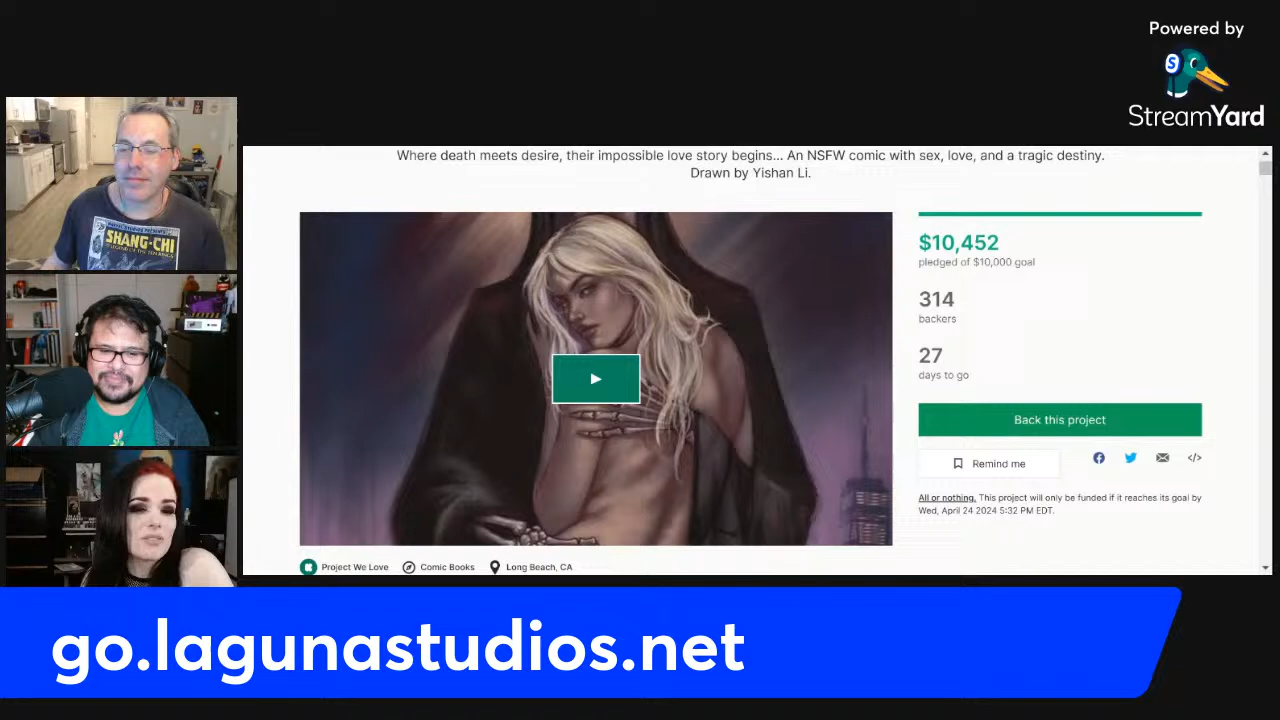 Powered by
StreamYard
Where death meets desire, their impossible love story begins... An NSFW comic with sex, love, and a tragic destiny.
Drawn by Yishan Li.
$10,452
pledged of $10,000 goal
314
backers
27
days to go
Back this project
Remind me
All or nothing. This project will only be funded if it reaches its goal by
Wed, April 24 2024 5:32 PM EDT.
Project We Love
Comic Books
Long Beach, CA
SHANG-CHI
go.lagunastudios.net